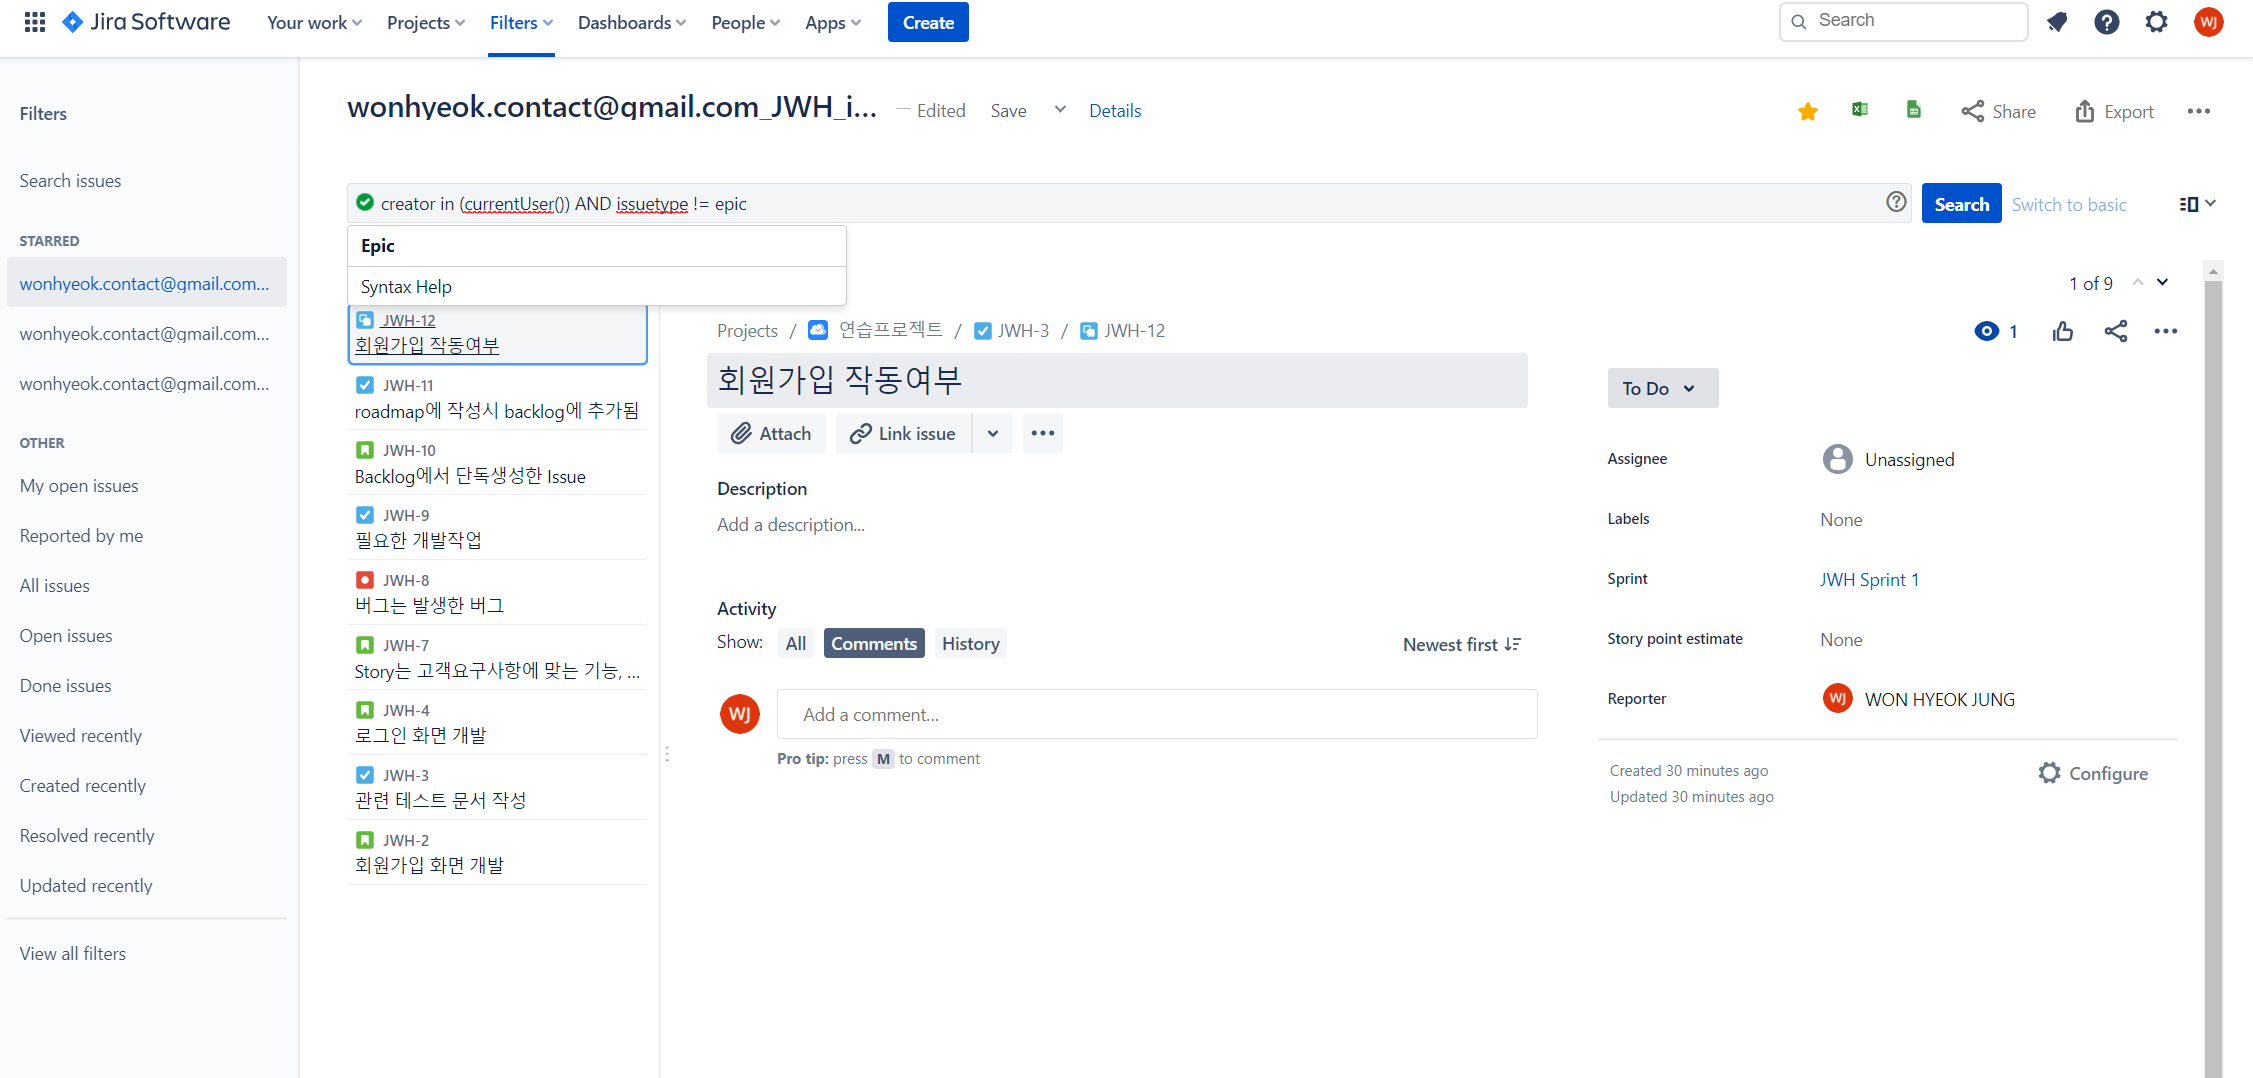 Jira Software
Your work
Projects
Filters
Dashboards
People
Apps
Create
Search
WJ
Filters
Search issues
STARRED
wonhyeok.contact@gmail.com...
wonhyeok.contact@gmail.com...
wonhyeok.contact@gmail.com...
OTHER
My open issues
Reported by me
All issues
Open issues
Done issues
Viewed recently
Created recently
Resolved recently
Updated recently
View all filters
wonhyeok.contact@gmail.com_JWH_i...
Edited
Save
Details
Share
Export
creator in (currentUser()) AND issuetype != epic
Search
Switch to basic
Epic
Syntax Help
JWH-12
회원가입 작동여부
JWH-11
roadmap에 작성시 backlog에 추가됨
JWH-10
Backlog에서 단독생성한 Issue
JWH-9
필요한 개발작업
JWH-8
버그는 발생한 버그
JWH-7
Story는 고객요구사항에 맞는 기능, ...
JWH-4
로그인 화면 개발
JWH-3
관련 테스트 문서 작성
JWH-2
회원가입 화면 개발
1 of 9
Projects / 연습프로젝트 / JWH-3 / JWH-12
1
회원가입 작동여부
Attach
Link issue
Description
Add a description...
Activity
Show:
All
Comments
History
Newest first
WJ
Add a comment...
Pro tip: press M to comment
To Do
Assignee
Unassigned
Labels
None
Sprint
JWH Sprint 1
Story point estimate
None
Reporter
WJ
WON HYEOK JUNG
Created 30 minutes ago
Updated 30 minutes ago
Configure